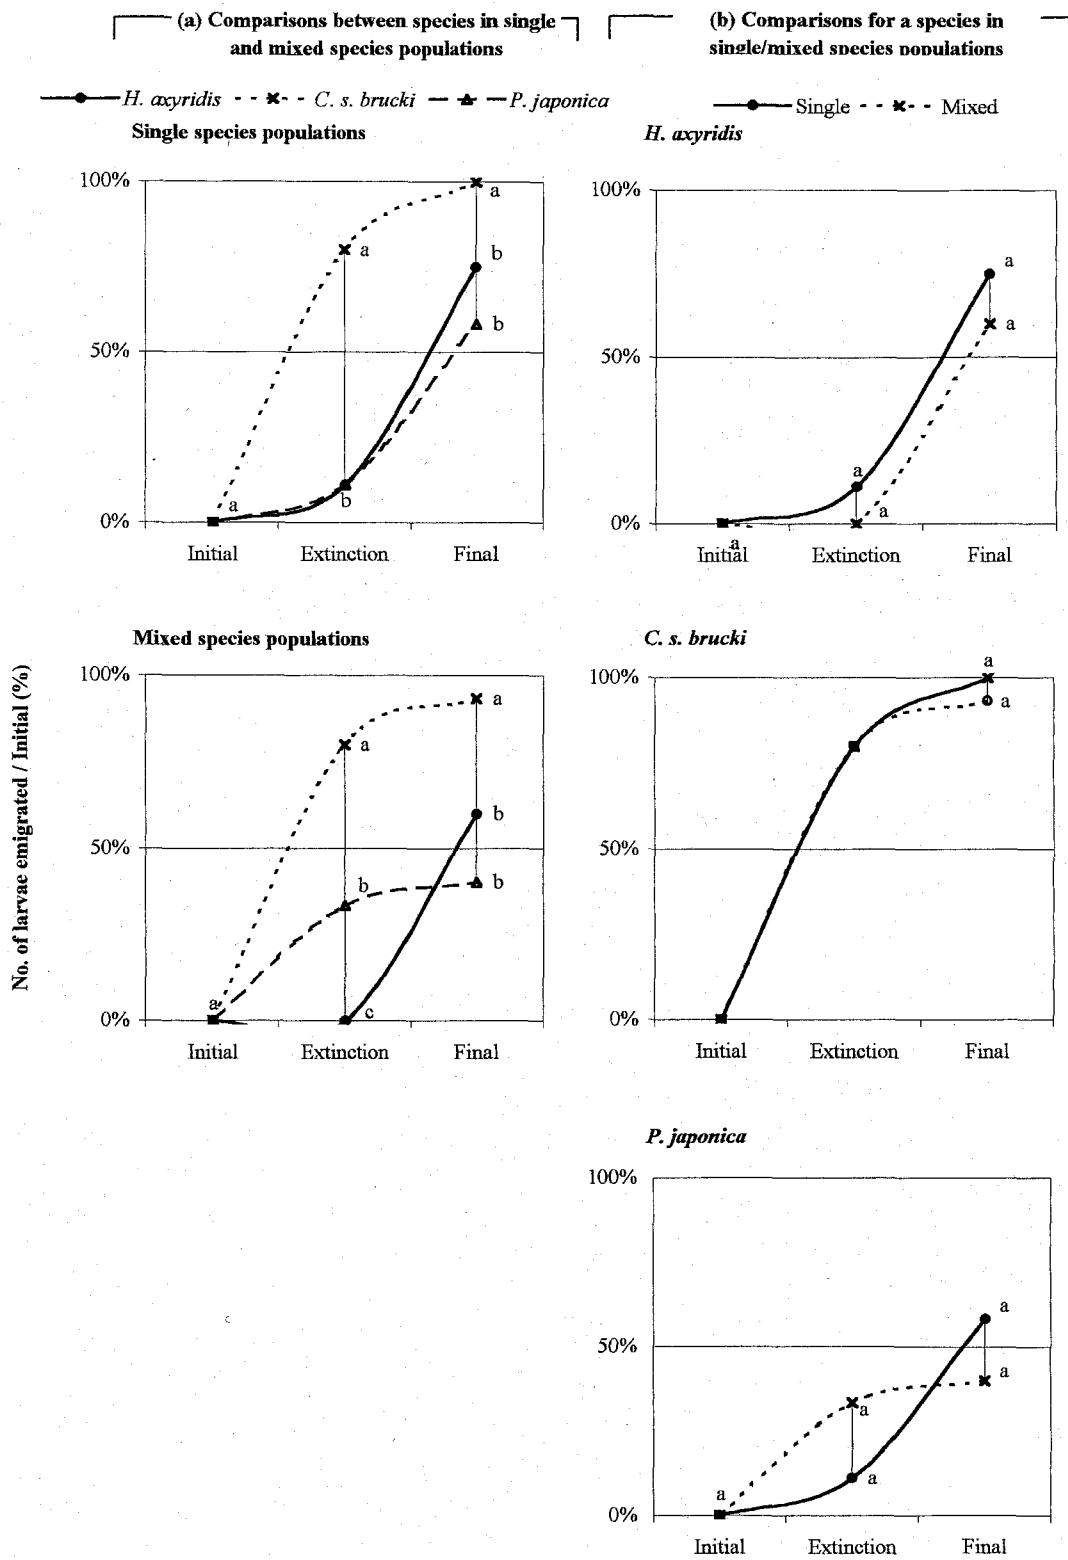 (a) Comparisons between species in single
and mixed species populations
(b) Comparisons for a species in
single/mixed species populations
H. axyridis C. s. brucki P. japonica
Single Mixed
Single species populations
100%
50%
0%
a
a
b
b
a
b
Initial Extinction Final
H. axyridis
100%
50%
0%
a
a
a
a
a
Initial Extinction Final
No. of larvae emigrated / Initial (%)
Mixed species populations
100%
50%
0%
a
a
b
c
a
b
b
Initial Extinction Final
C. s. brucki
100%
50%
0%
a
a
Initial Extinction Final
P. japonica
100%
50%
0%
a
a
a
a
a
Initial Extinction Final